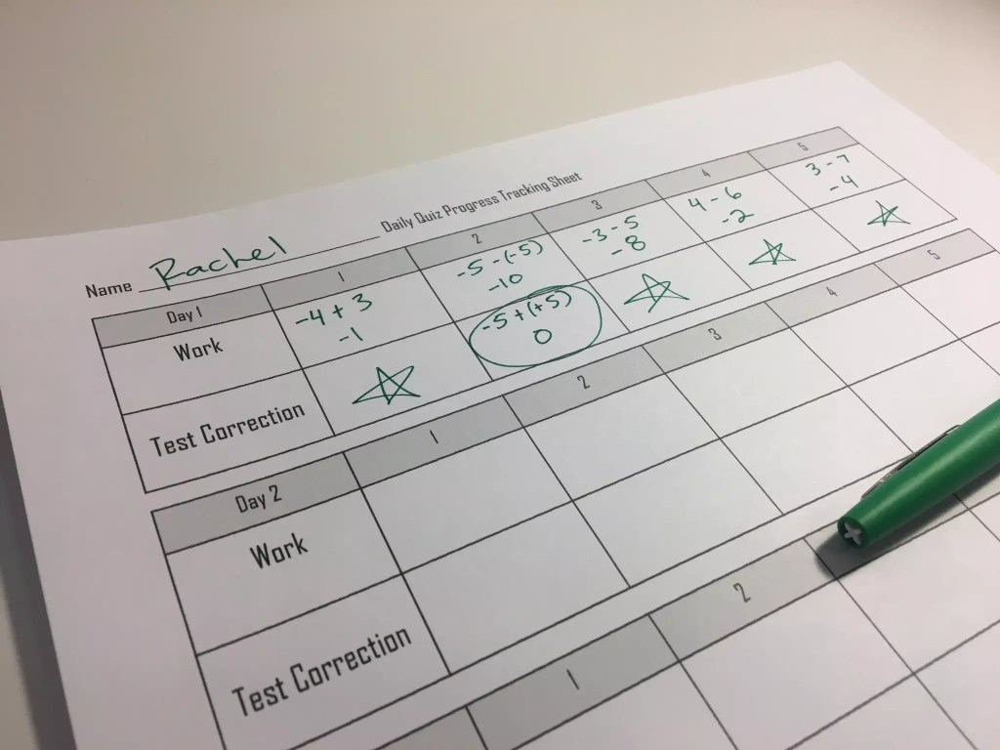 Daily Quiz Progress Tracking Sheet
Name Rachel
Day 1 1 2 3 4 5
Work -4 + 3 -5 - (-5) -3 - 5 4 - 6 3 - 7
-1 -10 -8 -2 -4
Test Correction -5 + (+5)
0
Day 2 1 2 3 4 5
Work
Test Correction
1 2